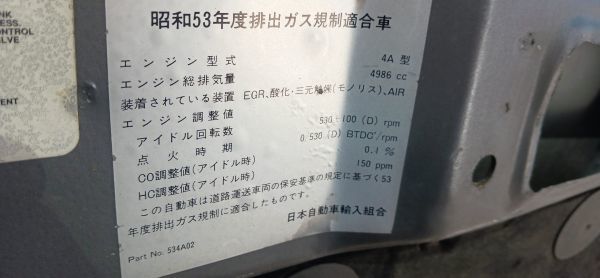 NK
ESS.
CONTROL
ALVE
MENT
昭和53年度排出ガス規制適合車
エンジン型式 4A 型
エンジン総排気量 4986 cc
装着されている装置 EGR、酸化・三元触媒(モノリス)、AIR
エンジン調整値
アイドル回転数 530±100 (D) rpm
点火時期 0.530 (D) BTDC°/rpm
CO調整値(アイドル時) 0.1%
HC調整値(アイドル時) 150 ppm
この自動車は道路運送車両の保安基準の規定に基づく53
年度排出ガス規制に適合したものです。
日本自動車輸入組合
Part No. 534A02